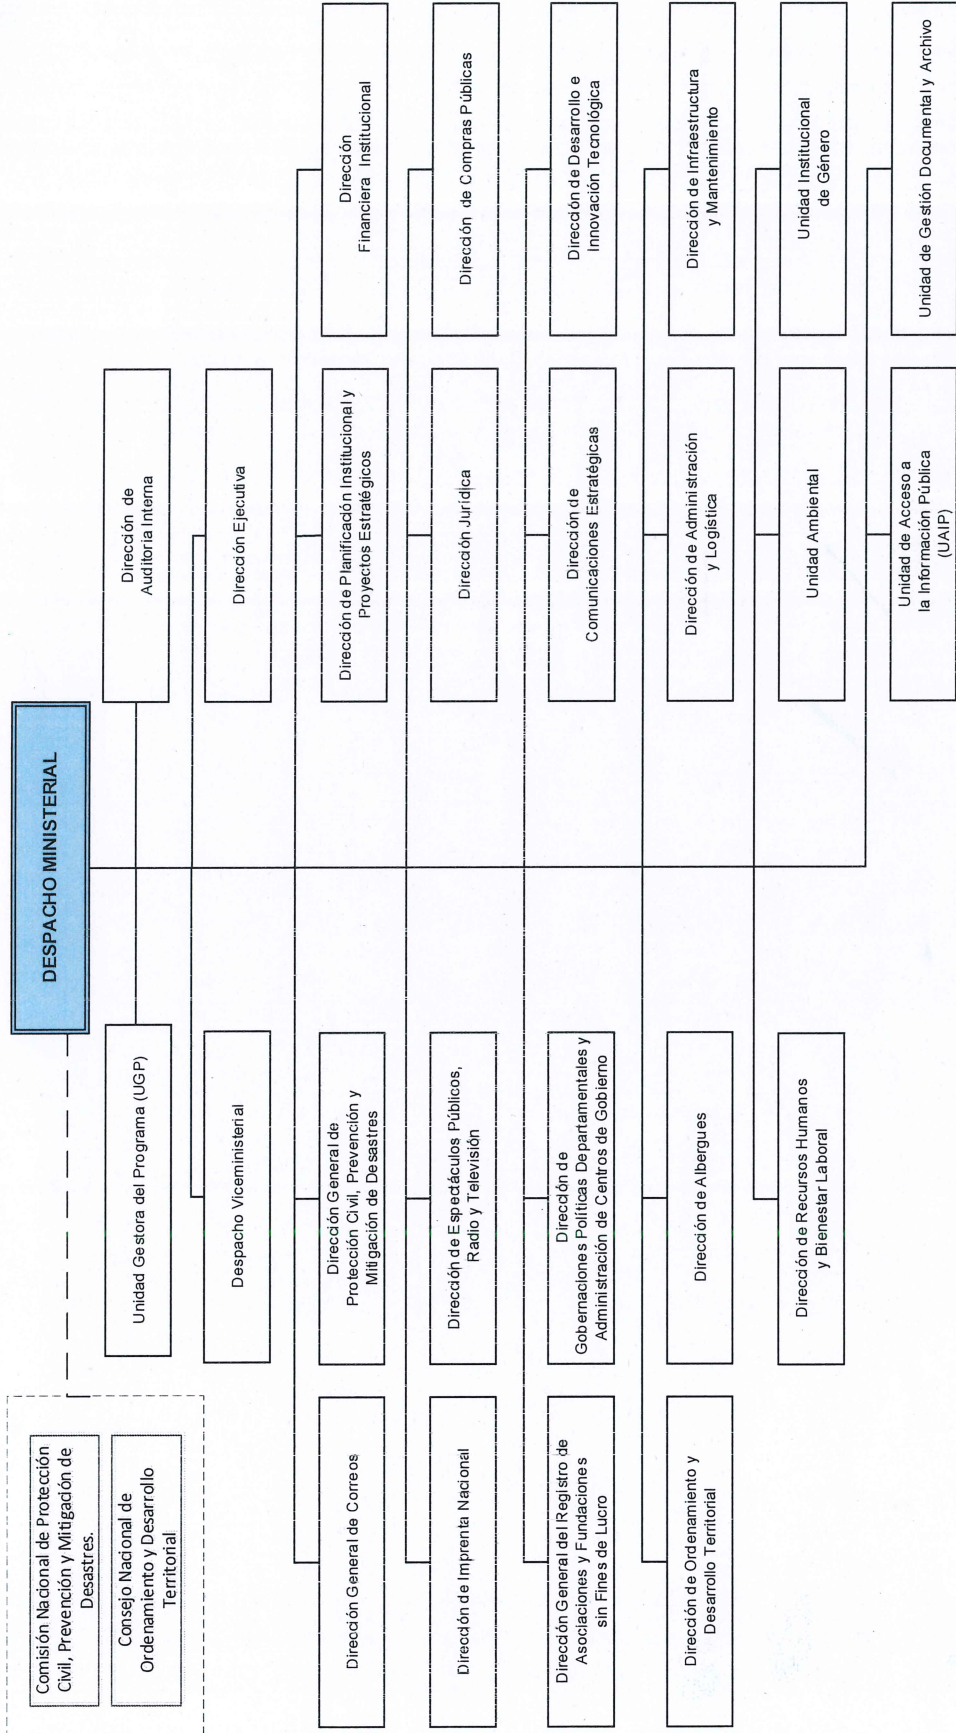 DESPACHO MINISTERIAL
Comisión Nacional de Protección
Civil, Prevención y Mitigación de
Desastres.
Consejo Nacional de
Ordenamiento y Desarrollo
Territorial
Unidad Gestora del Programa (UGP)
Dirección de
Auditoria Interna
Despacho Viceministerial
Dirección Ejecutiva
Dirección General de Correos
Dirección General de
Protección Civil, Prevención y
Mitigación de Desastres
Dirección de Planificación Institucional y
Proyectos Estratégicos
Dirección
Financiera Institucional
Dirección de Imprenta Nacional
Dirección de Espectáculos Públicos,
Radio y Televisión
Dirección Jurídica
Dirección de Compras Públicas
Dirección General del Registro de
Asociaciones y Fundaciones
sin Fines de Lucro
Dirección de
Gobernaciones Políticas Departamentales y
Administración de Centros de Gobierno
Dirección de
Comunicaciones Estratégicas
Dirección de Desarrollo e
Innovación Tecnológica
Dirección de Ordenamiento y
Desarrollo Territorial
Dirección de Albergues
Dirección de Administración
y Logística
Dirección de Infraestructura
y Mantenimiento
Dirección de Recursos Humanos
y Bienestar Laboral
Unidad Ambiental
Unidad Institucional
de Género
Unidad de Acceso a
la Información Pública
(UAIP)
Unidad de Gestión Documental y Archivo